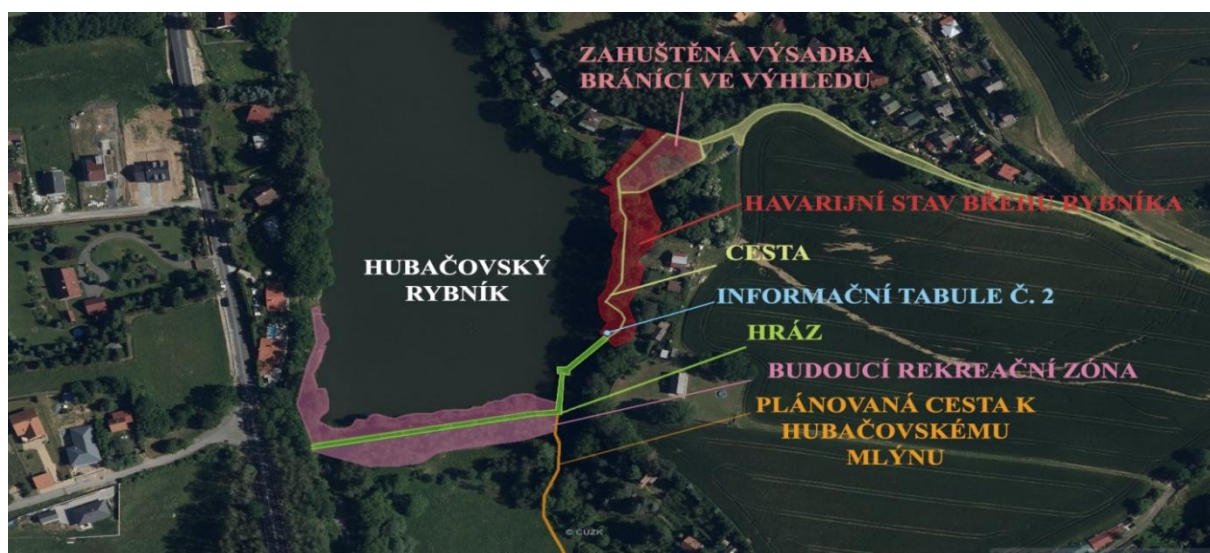 ZAHUŠTĚNÁ VÝSADBA
BRÁNÍCÍ VE VÝHLEDU
HAVARIJNÍ STAV BŘEHU RYBNÍKA
CESTA
HUBAČOVSKÝ
RYBNÍK
INFORMAČNÍ TABULE Č. 2
HRÁZ
BUDOUCÍ REKREAČNÍ ZÓNA
PLÁNOVANÁ CESTA K
HUBAČOVSKÉMU
MLÝNU
© ČÚZK